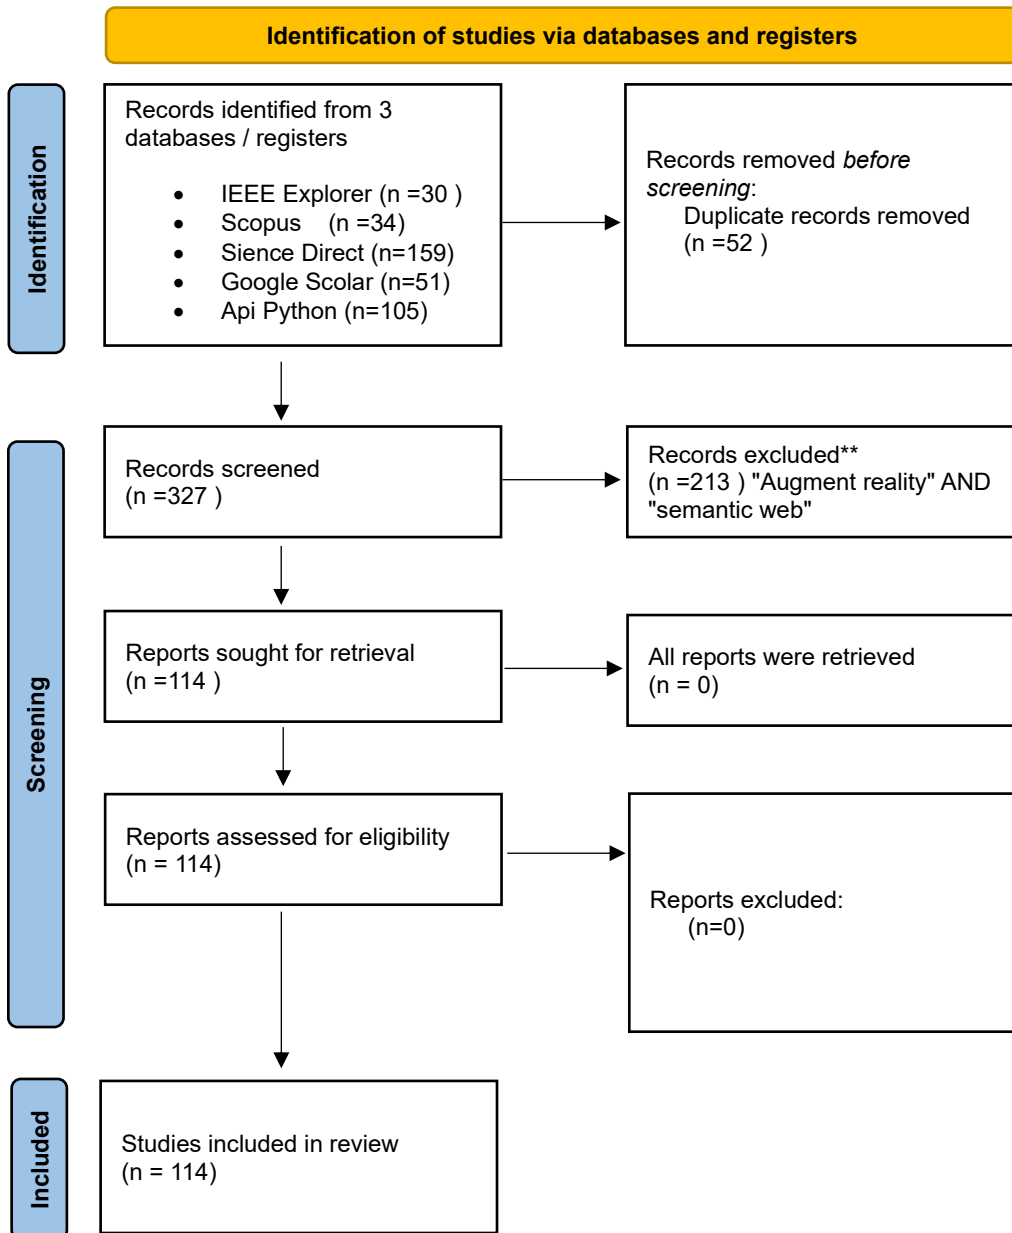 Identification of studies via databases and registers
Identification
Records identified from 3
databases / registers
• IEEE Explorer (n =30 )
• Scopus (n =34)
• Sience Direct (n=159)
• Google Scolar (n=51)
• Api Python (n=105)
Records removed before
screening:
Duplicate records removed
(n =52 )
Screening
Records screened
(n =327 )
Records excluded**
(n =213 ) "Augment reality" AND
"semantic web"
Reports sought for retrieval
(n =114 )
All reports were retrieved
(n = 0)
Reports assessed for eligibility
(n = 114)
Reports excluded:
(n=0)
Included
Studies included in review
(n = 114)